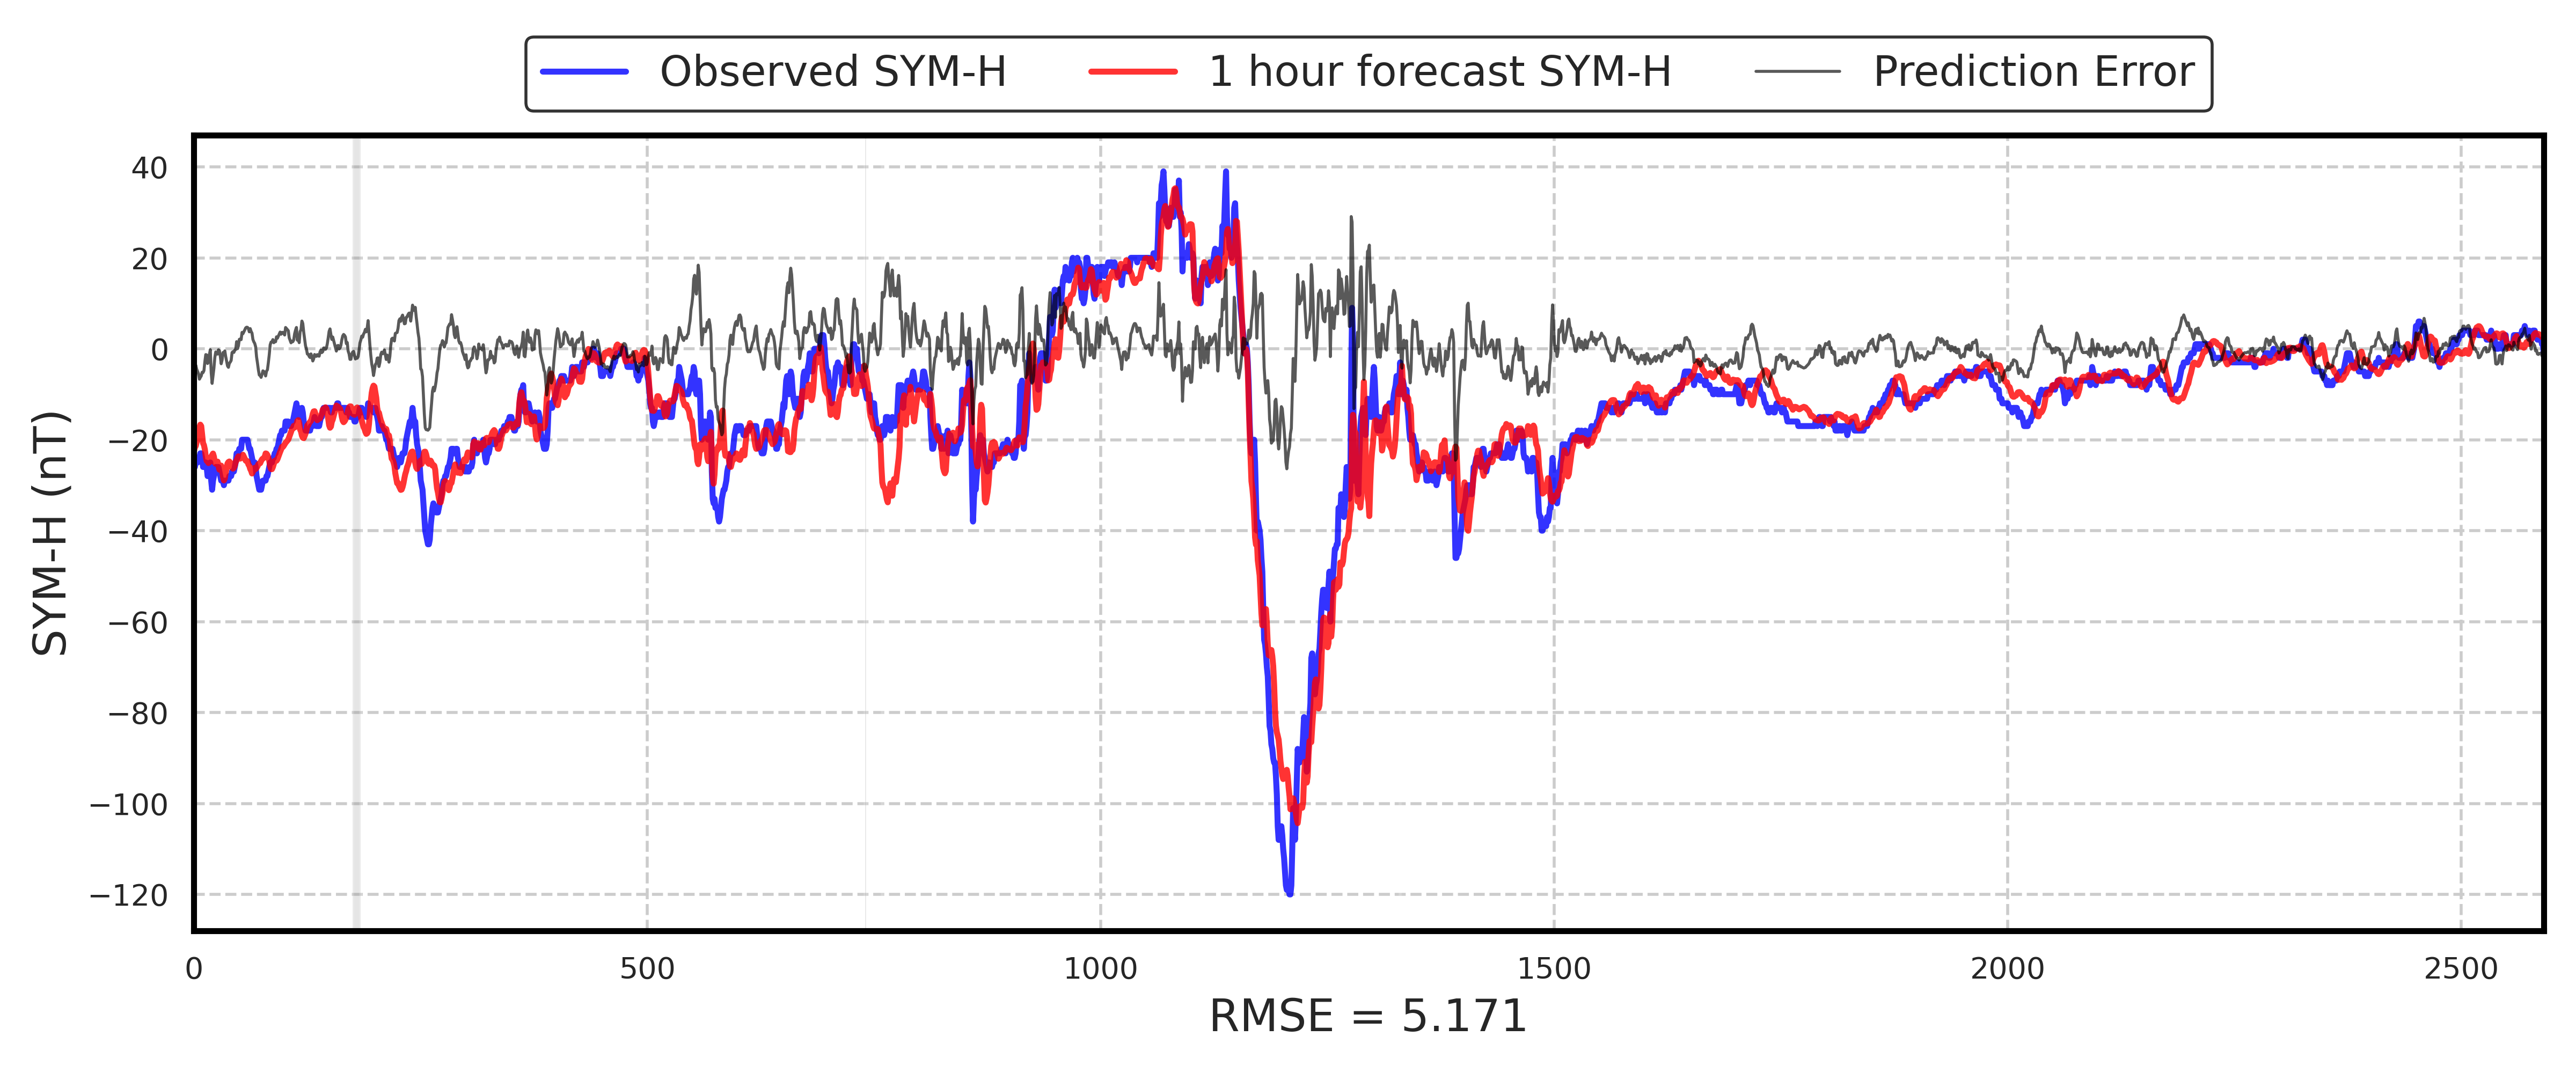 Observed SYM-H 1 hour forecast SYM-H Prediction Error
SYM-H (nT)
40
20
0
−20
−40
−60
−80
−100
−120
0 500 1000 1500 2000 2500
RMSE = 5.171